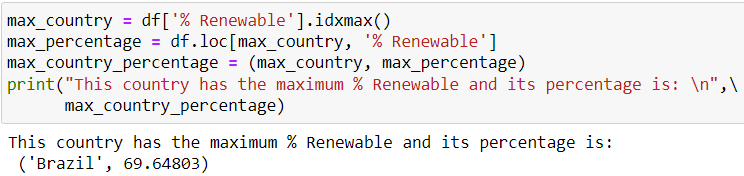 max_country = df['% Renewable'].idxmax()
max_percentage = df.loc[max_country, '% Renewable']
max_country_percentage = (max_country, max_percentage)
print("This country has the maximum % Renewable and its percentage is: \n",\
      max_country_percentage)
This country has the maximum % Renewable and its percentage is:
 ('Brazil', 69.64803)